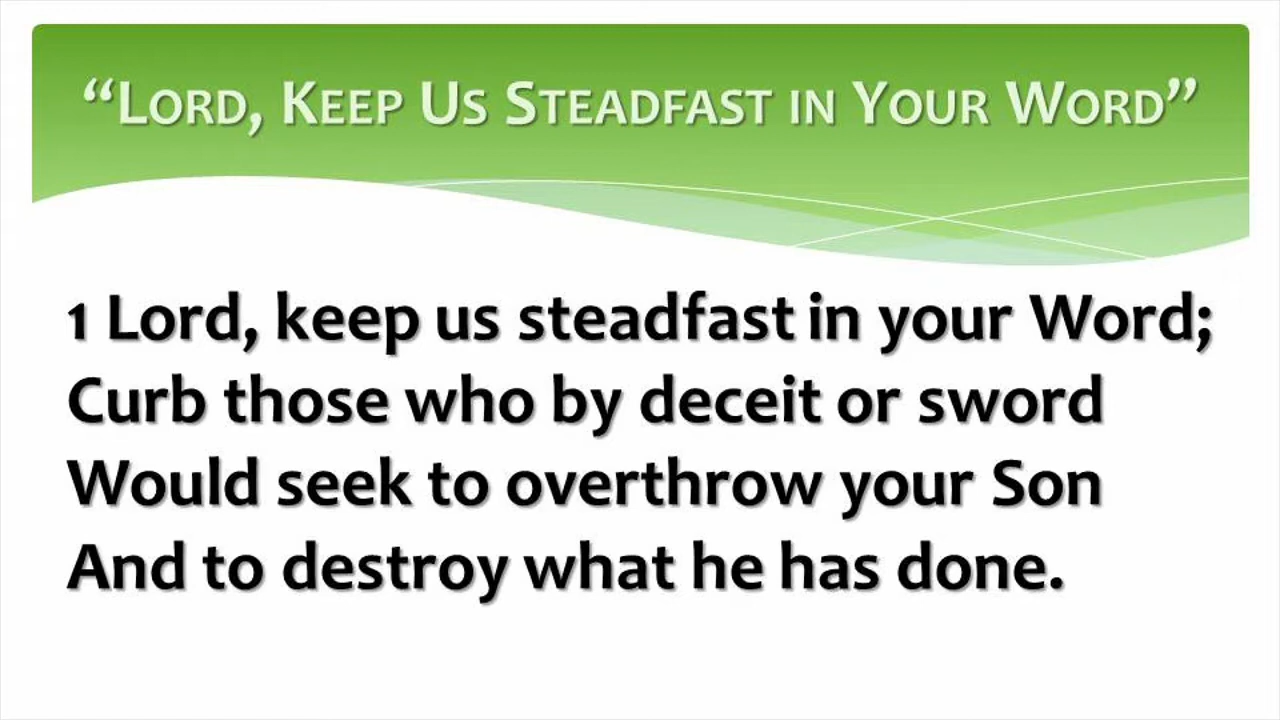 “Lord, Keep Us Steadfast in Your Word”
1 Lord, keep us steadfast in your Word;
Curb those who by deceit or sword
Would seek to overthrow your Son
And to destroy what he has done.